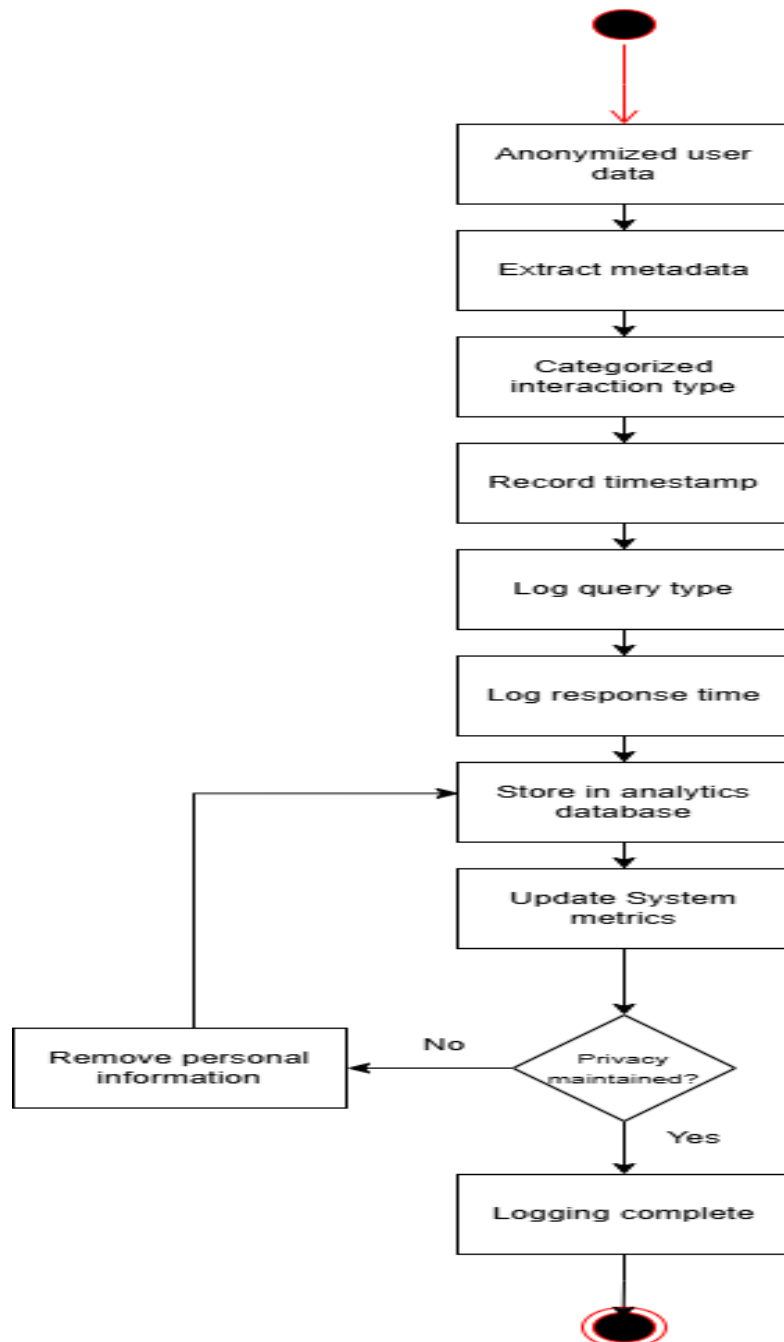 Anonymized user
data
Extract metadata
Categorized
interaction type
Record timestamp
Log query type
Log response time
Store in analytics
database
Update System
metrics
Remove personal
information
No
Privacy
maintained?
Yes
Logging complete